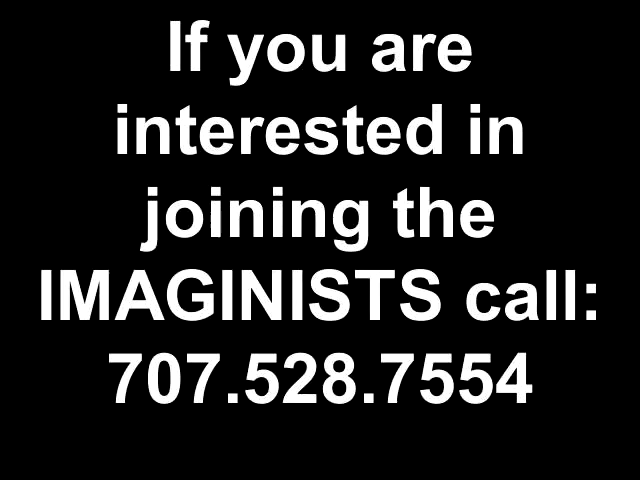 If you are
interested in
joining the
IMAGINISTS call:
707.528.7554